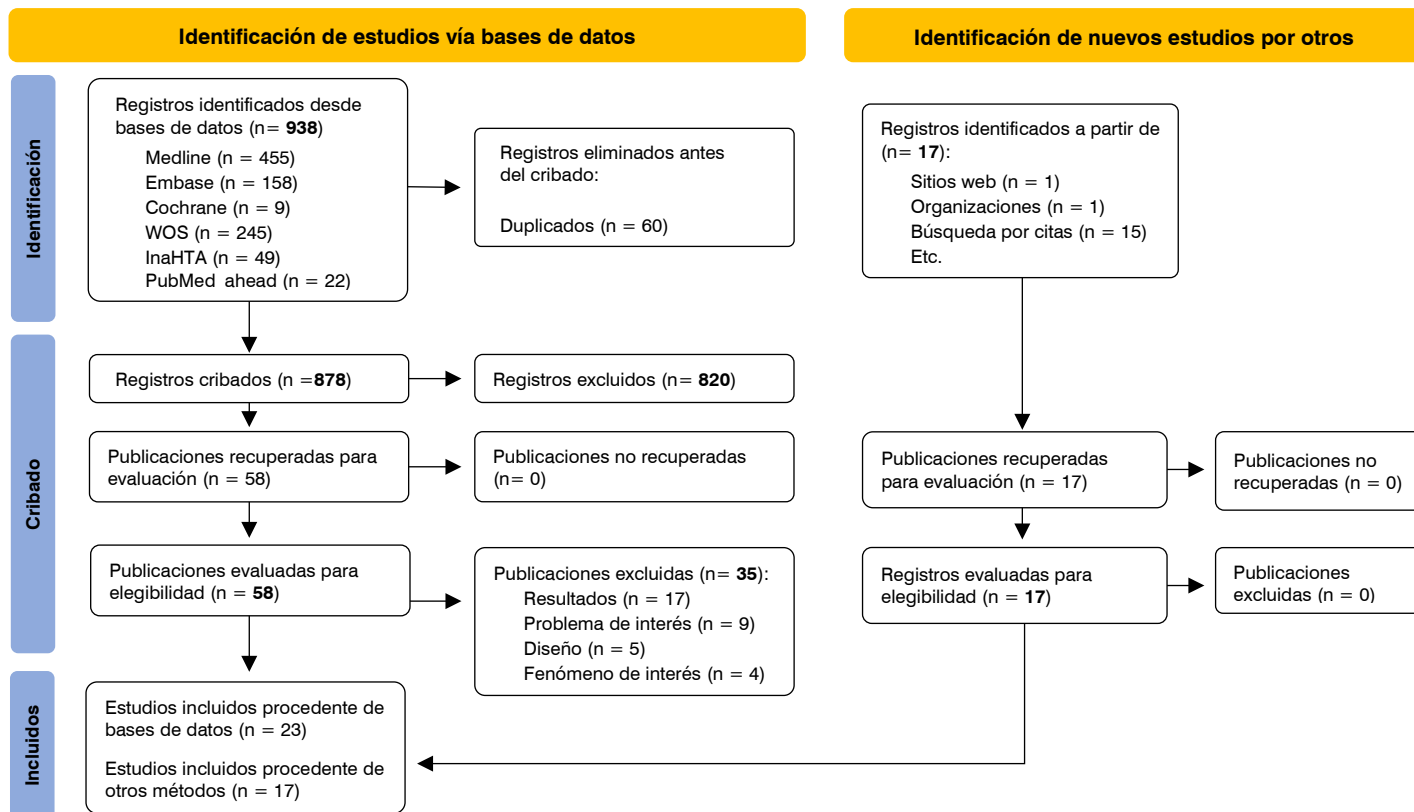 Identificación de estudios vía bases de datos
Identificación de nuevos estudios por otros
Identificación
Registros identificados desde
bases de datos (n= 938)
Medline (n = 455)
Embase (n = 158)
Cochrane (n = 9)
WOS (n = 245)
InaHTA (n = 49)
PubMed ahead (n = 22)
Registros eliminados antes
del cribado:
Duplicados (n = 60)
Registros identificados a partir de
(n= 17):
Sitios web (n = 1)
Organizaciones (n = 1)
Búsqueda por citas (n = 15)
Etc.
Cribado
Registros cribados (n =878)
Registros excluidos (n= 820)
Publicaciones recuperadas para
evaluación (n = 58)
Publicaciones no recuperadas
(n= 0)
Publicaciones recuperadas
para evaluación (n = 17)
Publicaciones no
recuperadas (n = 0)
Publicaciones evaluadas para
elegibilidad (n = 58)
Publicaciones excluidas (n= 35):
Resultados (n = 17)
Problema de interés (n = 9)
Diseño (n = 5)
Fenómeno de interés (n = 4)
Registros evaluadas para
elegibilidad (n = 17)
Publicaciones
excluidas (n = 0)
Incluidos
Estudios incluidos procedente de
bases de datos (n = 23)
Estudios incluidos procedente de
otros métodos (n = 17)